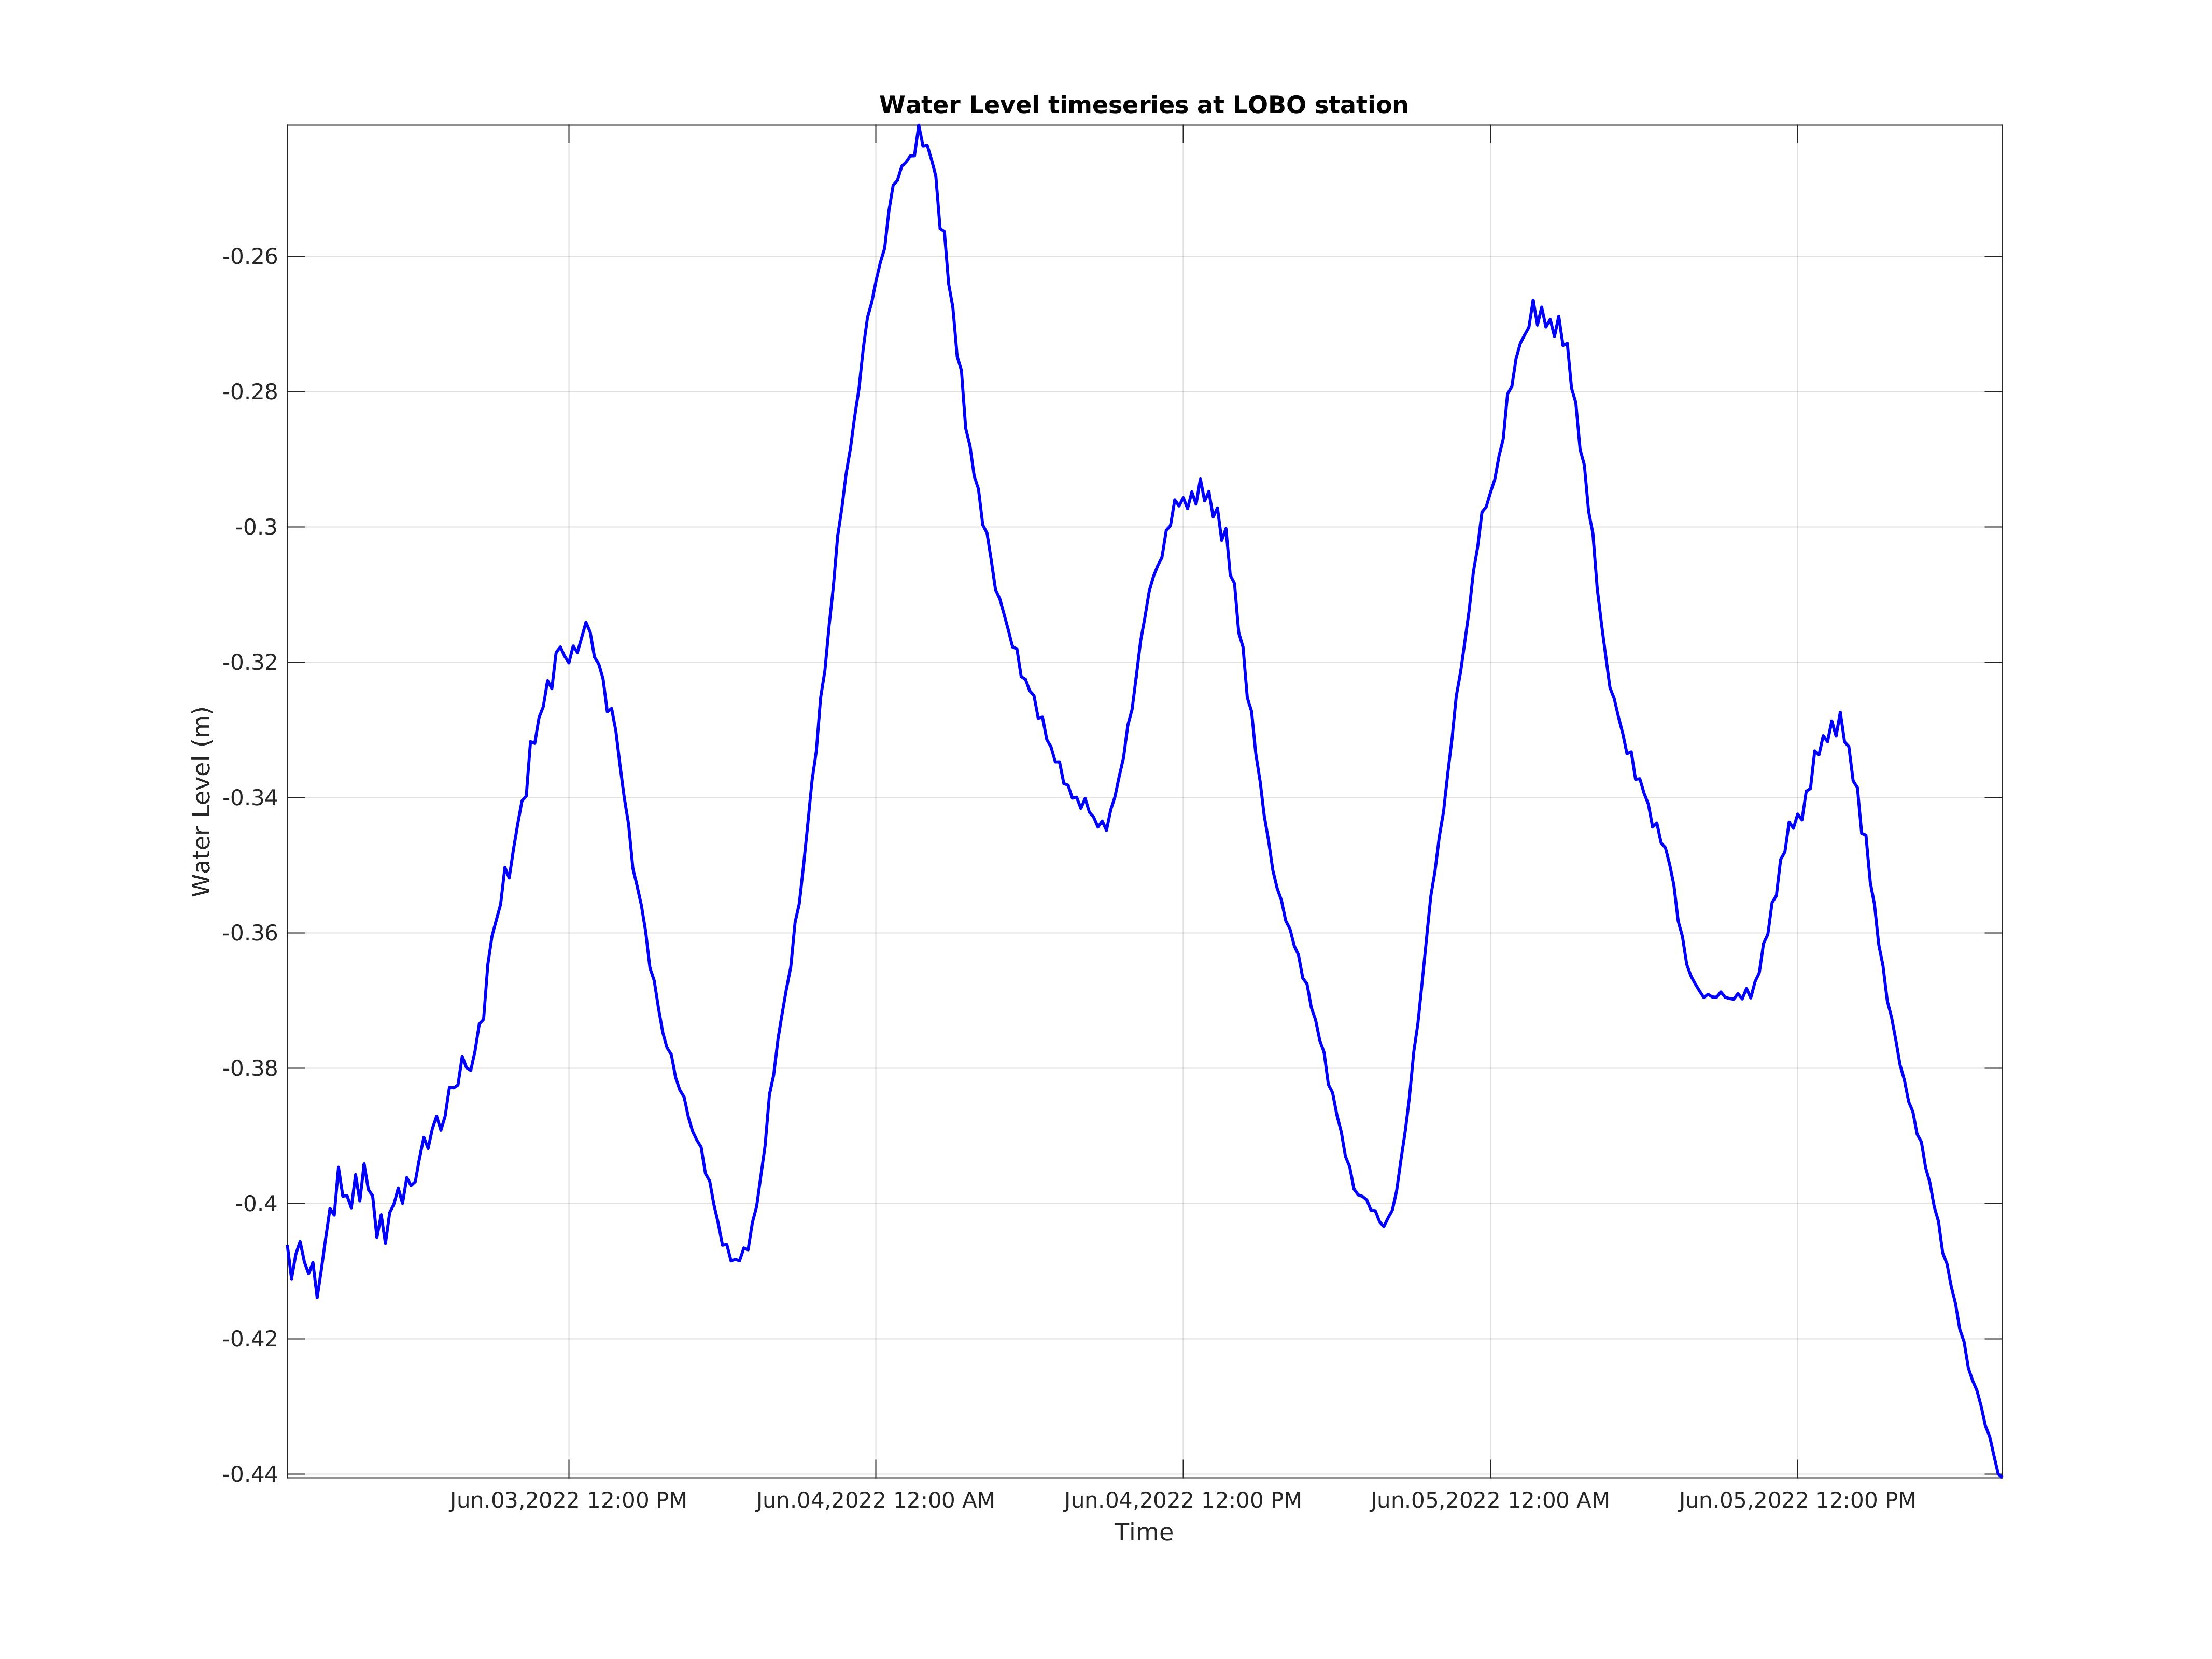 Water Level timeseries at LOBO station
-0.26
-0.28
-0.3
-0.32
-0.34
-0.36
-0.38
-0.4
-0.42
-0.44
Water Level (m)
Jun.03,2022 12:00 PM
Jun.04,2022 12:00 AM
Jun.04,2022 12:00 PM
Jun.05,2022 12:00 AM
Jun.05,2022 12:00 PM
Time